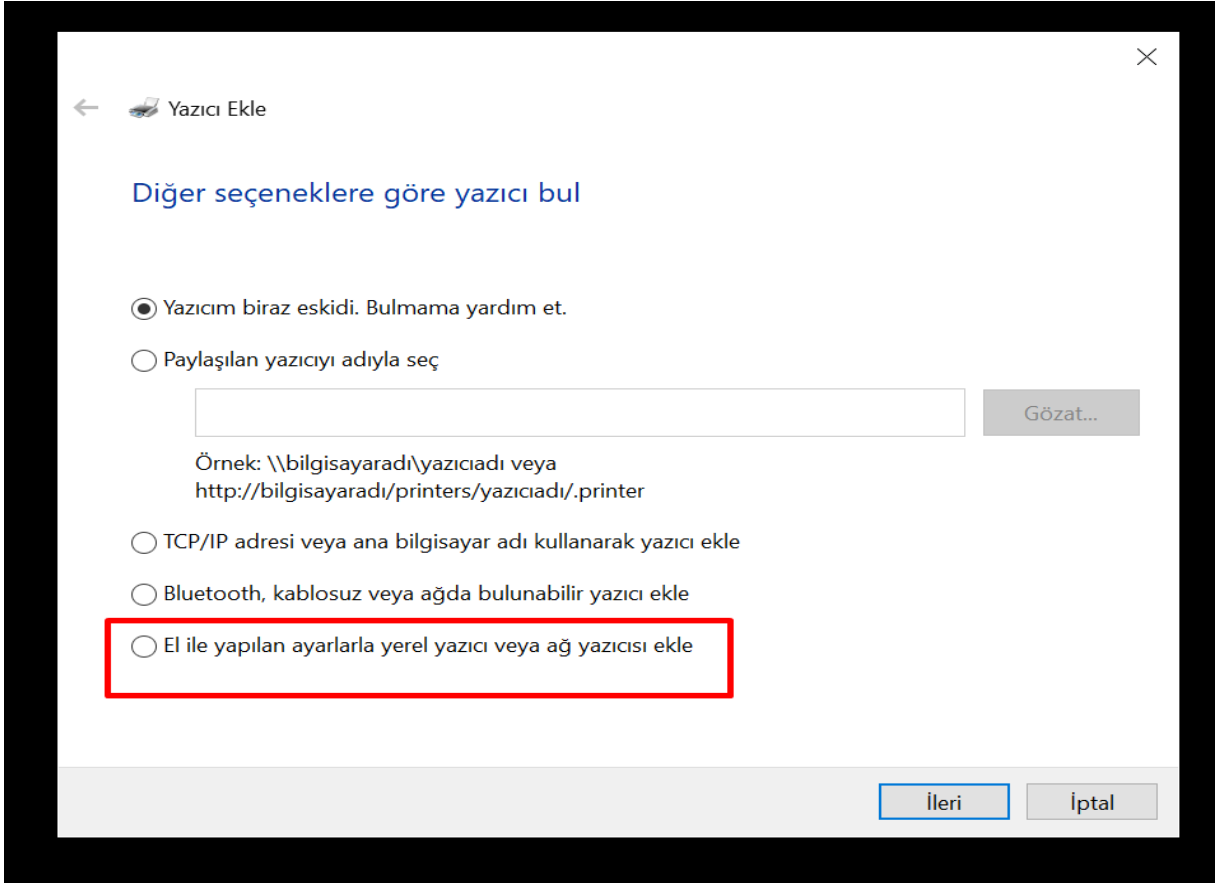 Yazıcı Ekle
Diğer seçeneklere göre yazıcı bul
Yazıcım biraz eskidi. Bulmama yardım et.
Paylaşılan yazıcıyı adıyla seç
Gözat...
Örnek: \\bilgisayaradı\yazıcıadı veya
http://bilgisayaradı/printers/yazıcıadı/.printer
TCP/IP adresi veya ana bilgisayar adı kullanarak yazıcı ekle
Bluetooth, kablosuz veya ağda bulunabilir yazıcı ekle
El ile yapılan ayarlarla yerel yazıcı veya ağ yazıcısı ekle
İleri
İptal